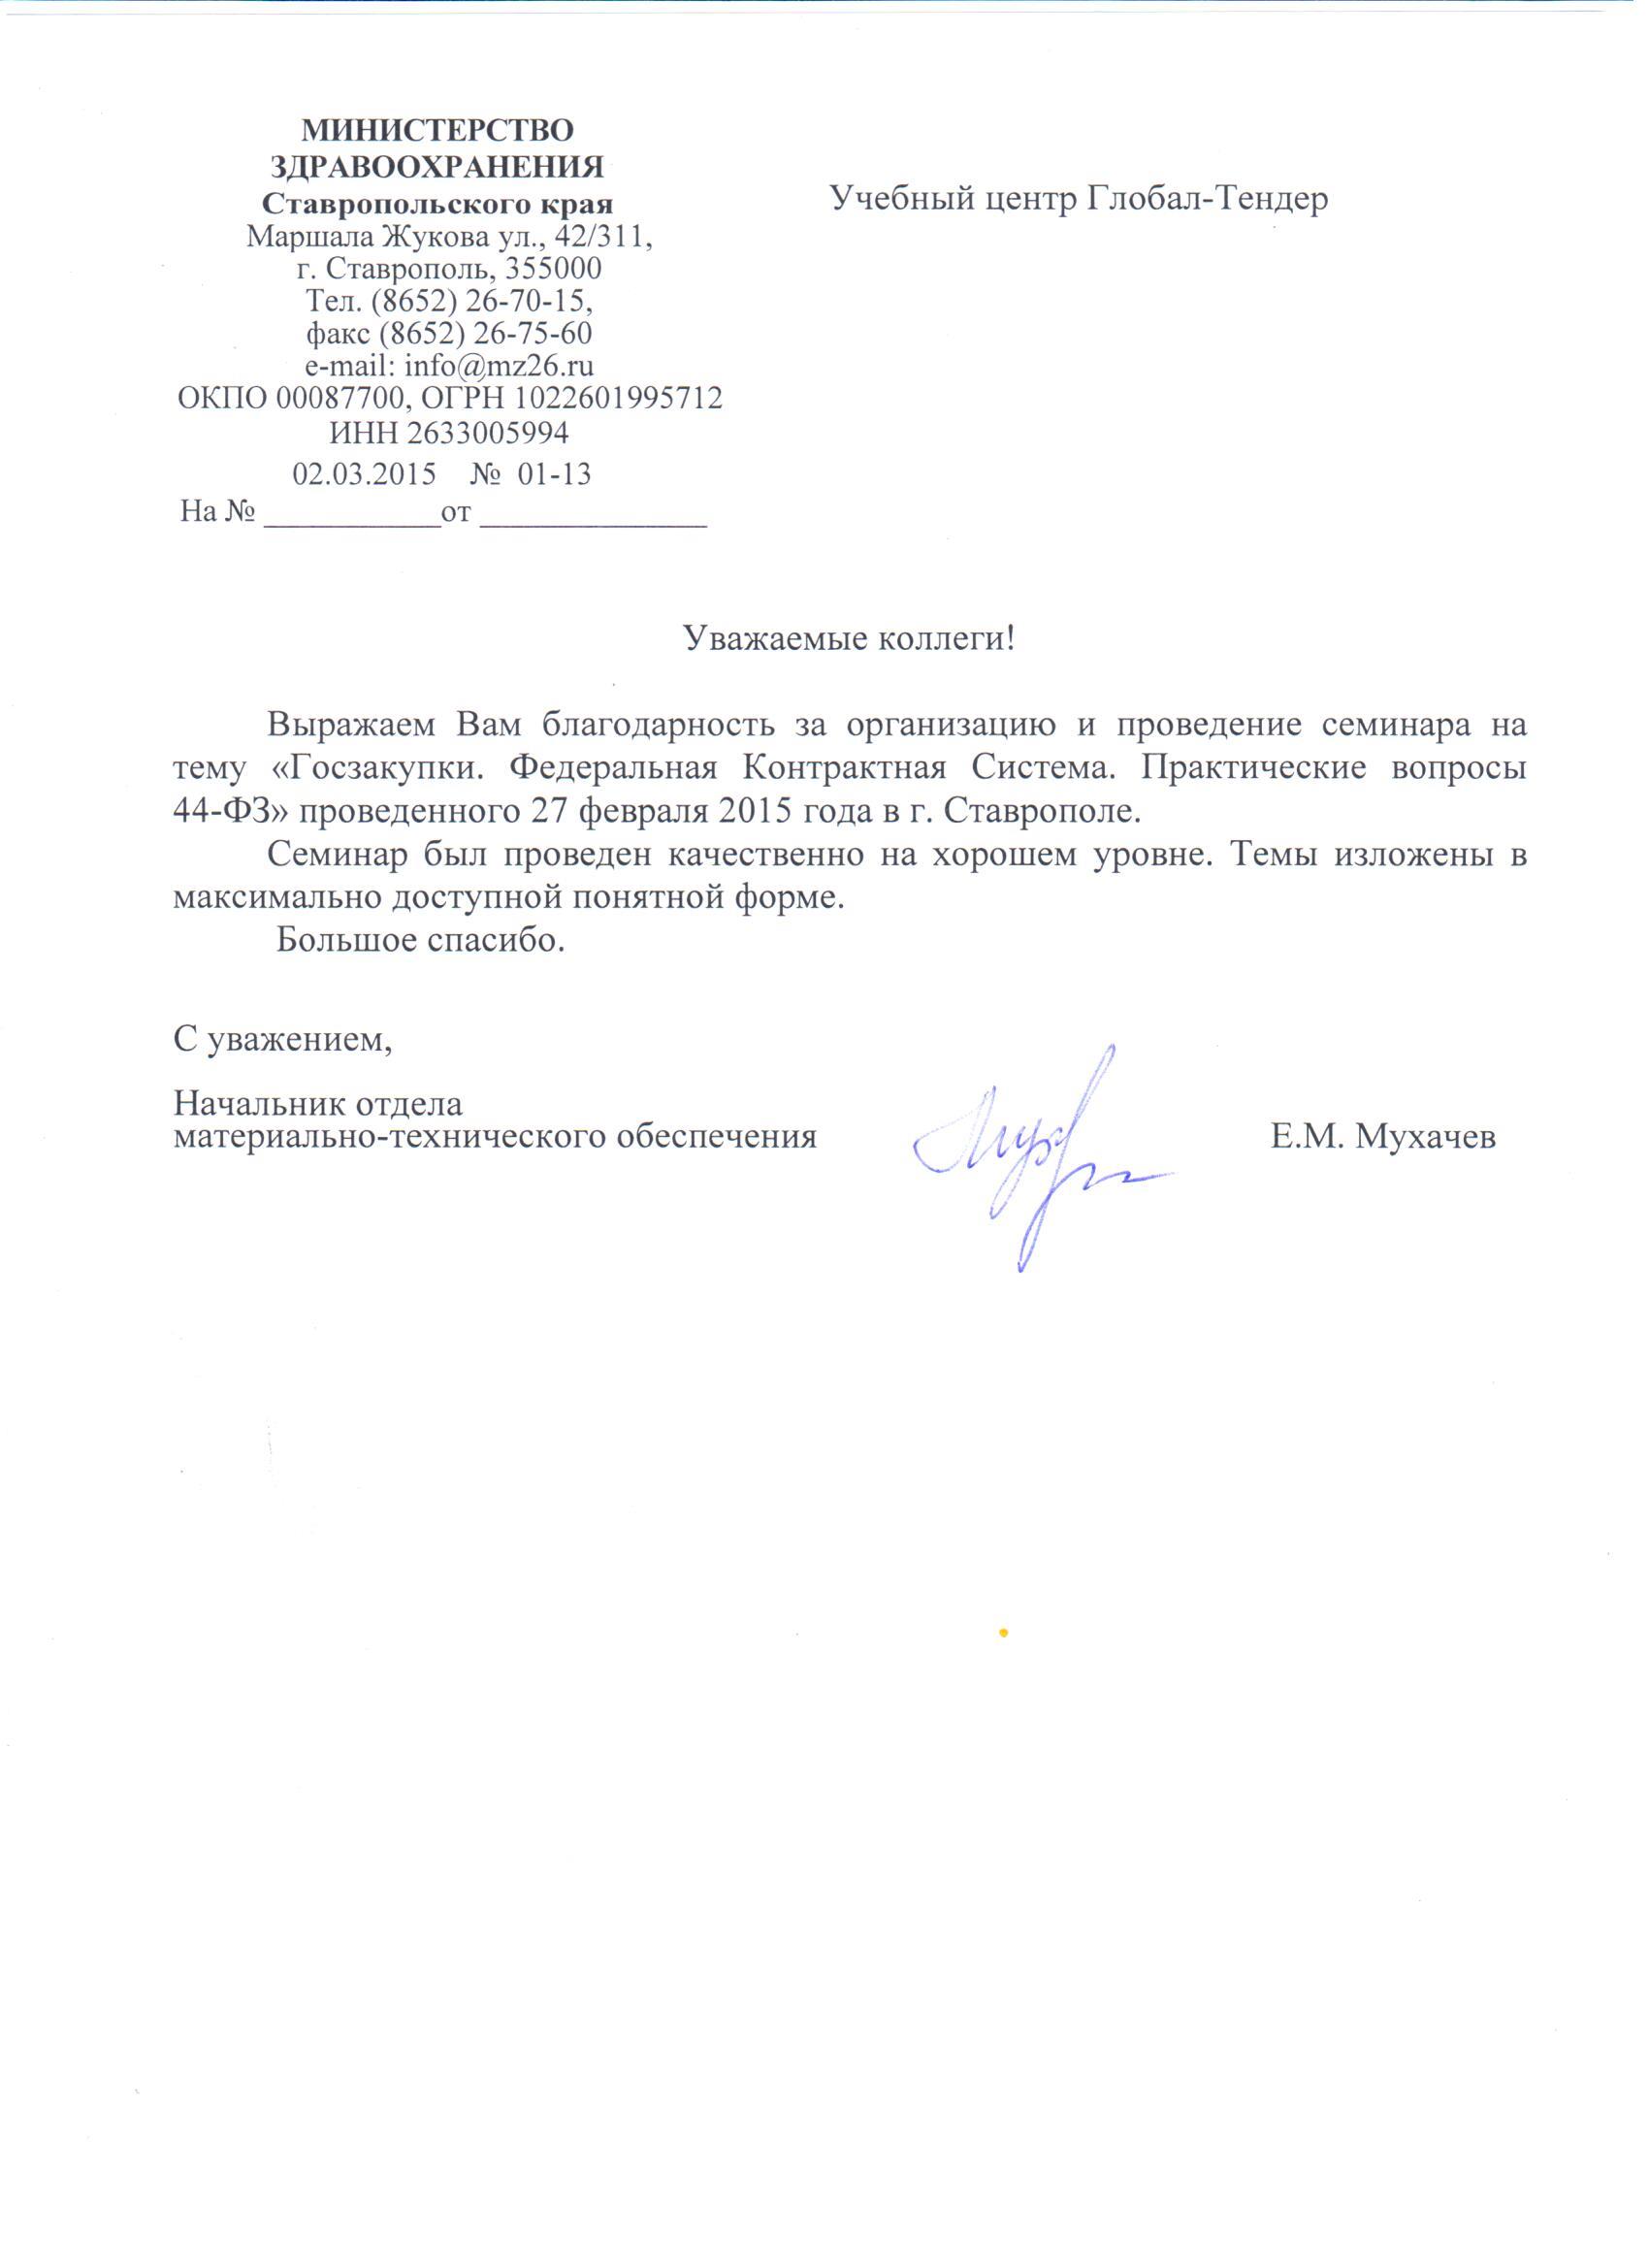 МИНИСТЕРСТВО
ЗДРАВООХРАНЕНИЯ
Ставропольского края
Маршала Жукова ул., 42/311,
г. Ставрополь, 355000
Тел. (8652) 26-70-15,
факс (8652) 26-75-60
e-mail: info@mz26.ru
ОКПО 00087700, ОГРН 1022601995712
ИНН 2633005994
02.03.2015 № 01-13
На № ___________от ______________
Учебный центр Глобал-Тендер
Уважаемые коллеги!
Выражаем Вам благодарность за организацию и проведение семинара на
тему «Госзакупки. Федеральная Контрактная Система. Практические вопросы
44-ФЗ» проведенного 27 февраля 2015 года в г. Ставрополе.
Семинар был проведен качественно на хорошем уровне. Темы изложены в
максимально доступной понятной форме.
Большое спасибо.
С уважением,
Начальник отдела
материально-технического обеспечения Е.М. Мухачев